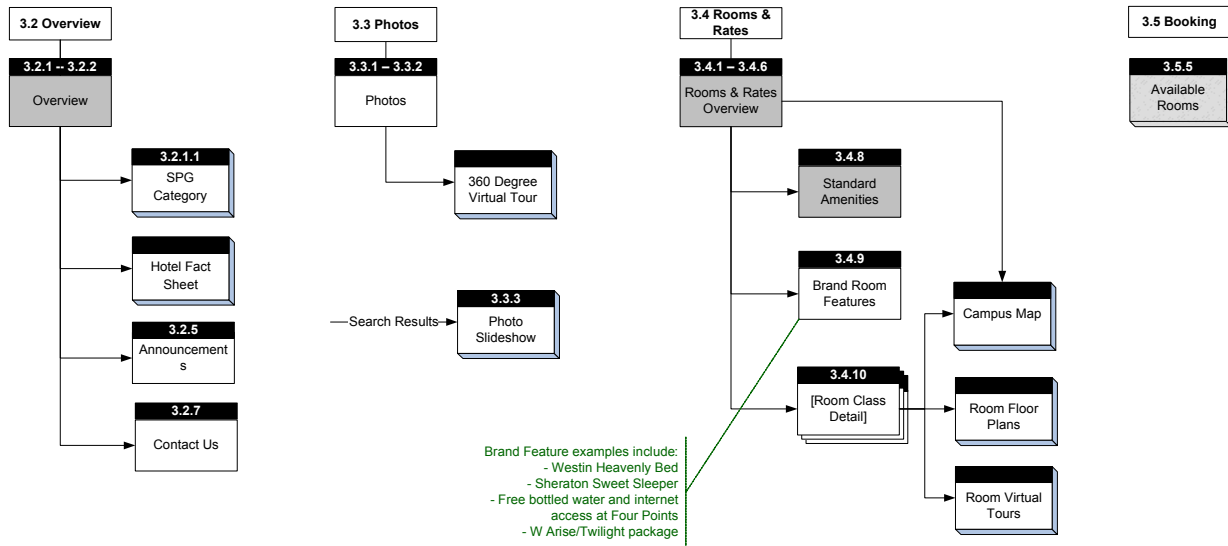 3.2 Overview
3.2.1 -- 3.2.2
Overview
3.2.1.1
SPG
Category
Hotel Fact
Sheet
3.2.5
Announcement
s
3.2.7
Contact Us
3.3 Photos
3.3.1 – 3.3.2
Photos
360 Degree
Virtual Tour
Search Results
3.3.3
Photo
Slideshow
3.4 Rooms &
Rates
3.4.1 – 3.4.6
Rooms & Rates
Overview
3.4.8
Standard
Amenities
3.4.9
Brand Room
Features
3.4.10
[Room Class
Detail]
Campus Map
Room Floor
Plans
Room Virtual
Tours
Brand Feature examples include:
- Westin Heavenly Bed
- Sheraton Sweet Sleeper
- Free bottled water and internet
access at Four Points
- W Arise/Twilight package
3.5 Booking
3.5.5
Available
Rooms